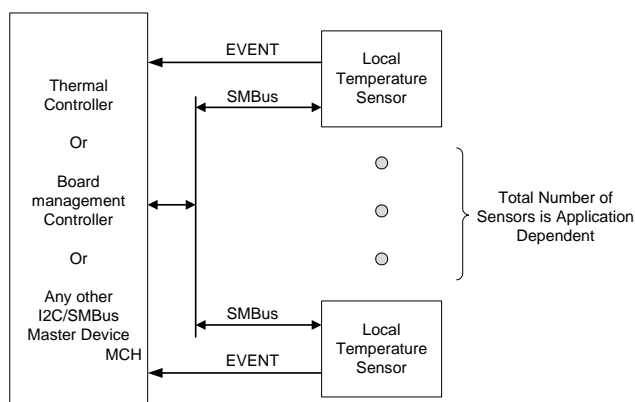 Thermal
Controller
Or
Board
management
Controller
Or
Any other
I2C/SMBus
Master Device
MCH
EVENT
SMBus
Local
Temperature
Sensor
Total Number of
Sensors is Application
Dependent
SMBus
EVENT
Local
Temperature
Sensor